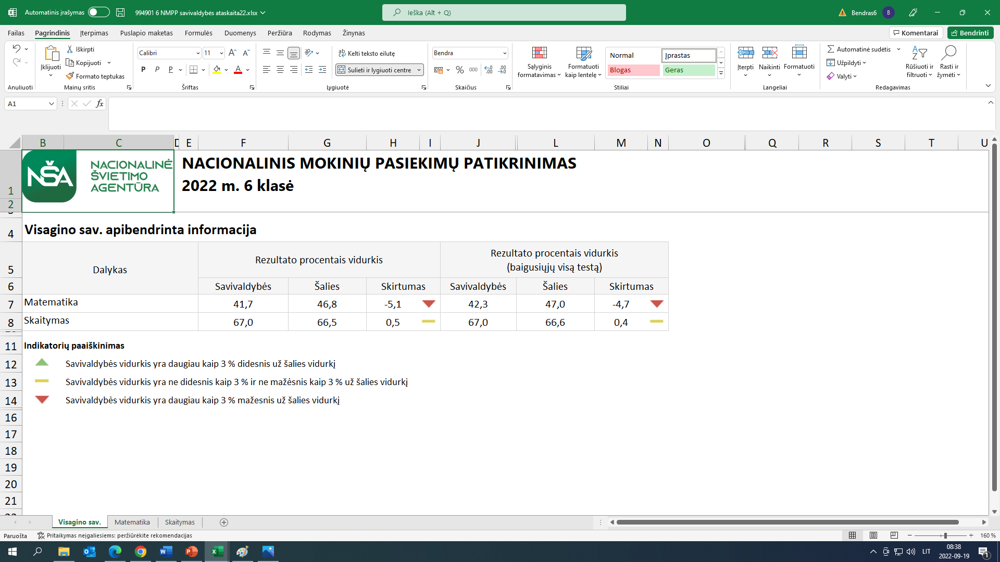 Automatinis įrašymas
994901 6 NMPP savivaldybės ataskaita22.xlsx
Ieška (Alt + Q)
Bendras6
B
Failas Pagrindinis Įterpimas Puslapio maketas Formulės Duomenys Peržiūra Rodymas Žinynas
Komentarai
Bendrinti
Įklijuoti
Iškirpti
Kopijuoti
Formato teptukas
Calibri 11
P P P
Kelti teksto eilutę
Sulieti ir lygiuoti centre
Bendra
% 000
Sąlyginis formatavimas
Formatuoti kaip lentelę
Normal Įprastas
Blogas Geras
Įterpti Naikinti Formatuoti
Automatinė sudėtis
Užpildyti
Valyti
Rūšiuoti ir filtruoti
Rasti ir žymėti
Anuliuoti Mainų sritis Šriftas Lygiuotė Skaičius Stiliai Langeliai Redagavimas
A1
fx
B C D E F G H I J L M N O Q R S T U
NŠA
NACIONALINĖ
ŠVIETIMO
AGENTŪRA
NACIONALINIS MOKINIŲ PASIEKIMŲ PATIKRINIMAS
1 2022 m. 6 klasė
2
4 Visagino sav. apibendrinta informacija
5 Dalykas Rezultato procentais vidurkis Rezultato procentais vidurkis
(baigusiųjų visą testą)
6 Savivaldybės Šalies Skirtumas Savivaldybės Šalies Skirtumas
7 Matematika 41,7 46,8 -5,1 42,3 47,0 -4,7
8 Skaitymas 67,0 66,5 0,5 67,0 66,6 0,4
11 Indikatorių paaiškinimas
12 Savivaldybės vidurkis yra daugiau kaip 3 % didesnis už šalies vidurkį
13 Savivaldybės vidurkis yra ne didesnis kaip 3 % ir ne mažėsnis kaip 3 % už šalies vidurkį
14 Savivaldybės vidurkis yra daugiau kaip 3 % mažesnis už šalies vidurkį
16
17
18
19
20
21
Visagino sav. Matematika Skaitymas
Paruošta Pritaikymas neįgaliesiems: peržiūrėkite rekomendacijas
160 %
LIT
08:38
2022-09-19
1